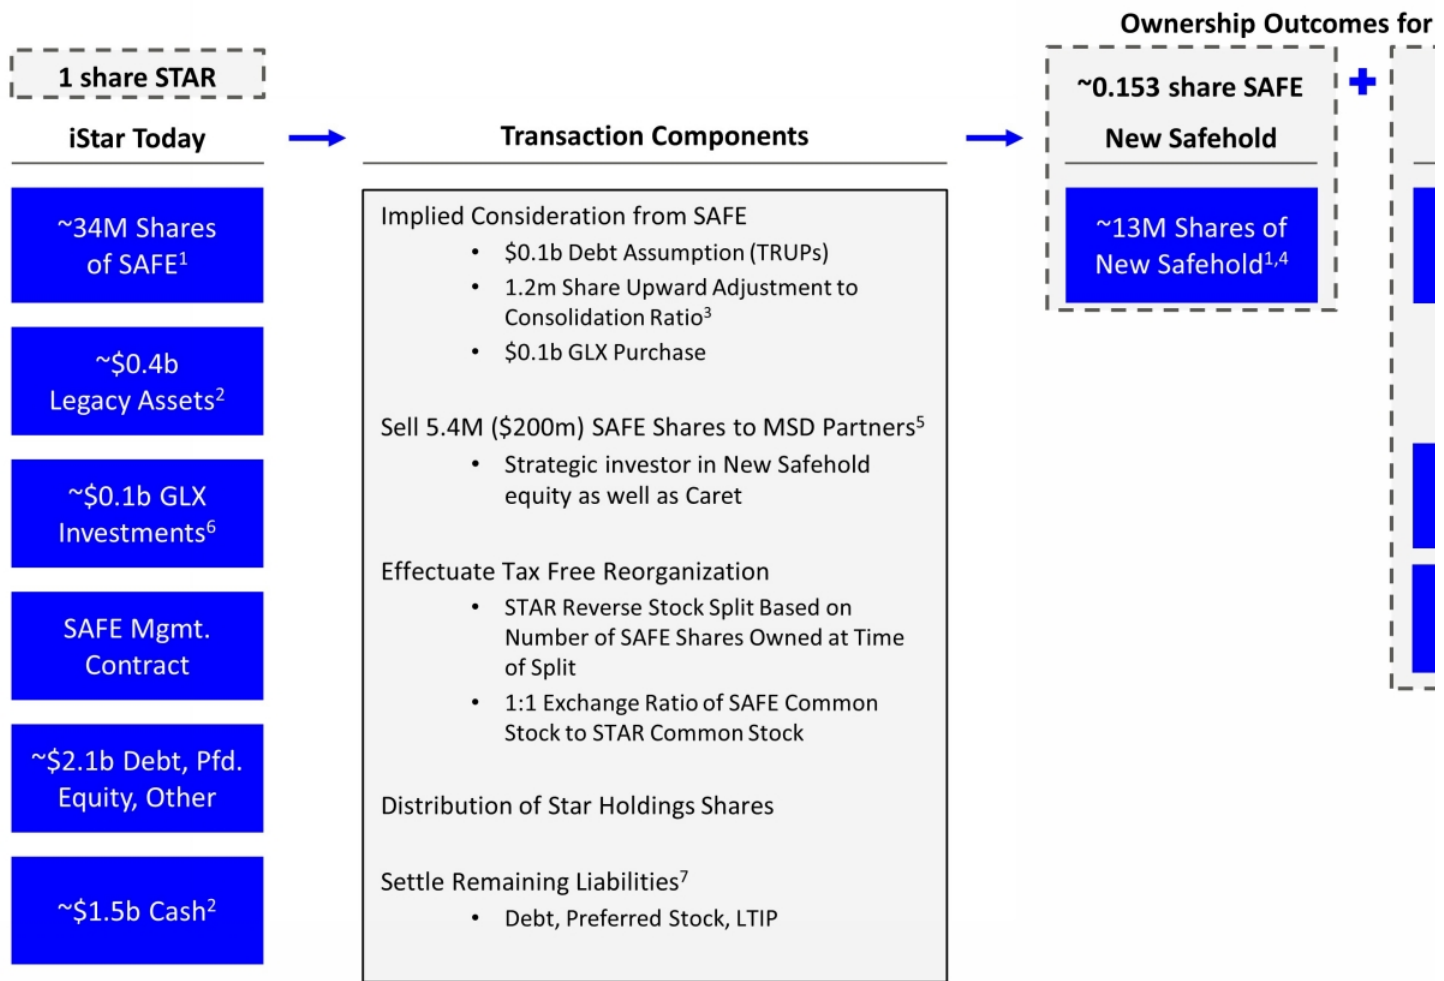 Ownership Outcomes for
1 share STAR
iStar Today
~34M Shares
of SAFE1
~$0.4b
Legacy Assets2
~$0.1b GLX
Investments6
SAFE Mgmt.
Contract
~$2.1b Debt, Pfd.
Equity, Other
~$1.5b Cash2
Transaction Components
Implied Consideration from SAFE
• $0.1b Debt Assumption (TRUPs)
• 1.2m Share Upward Adjustment to
Consolidation Ratio3
• $0.1b GLX Purchase
Sell 5.4M ($200m) SAFE Shares to MSD Partners5
• Strategic investor in New Safehold
equity as well as Caret
Effectuate Tax Free Reorganization
• STAR Reverse Stock Split Based on
Number of SAFE Shares Owned at Time
of Split
• 1:1 Exchange Ratio of SAFE Common
Stock to STAR Common Stock
Distribution of Star Holdings Shares
Settle Remaining Liabilities7
• Debt, Preferred Stock, LTIP
~0.153 share SAFE
New Safehold
~13M Shares of
New Safehold1,4